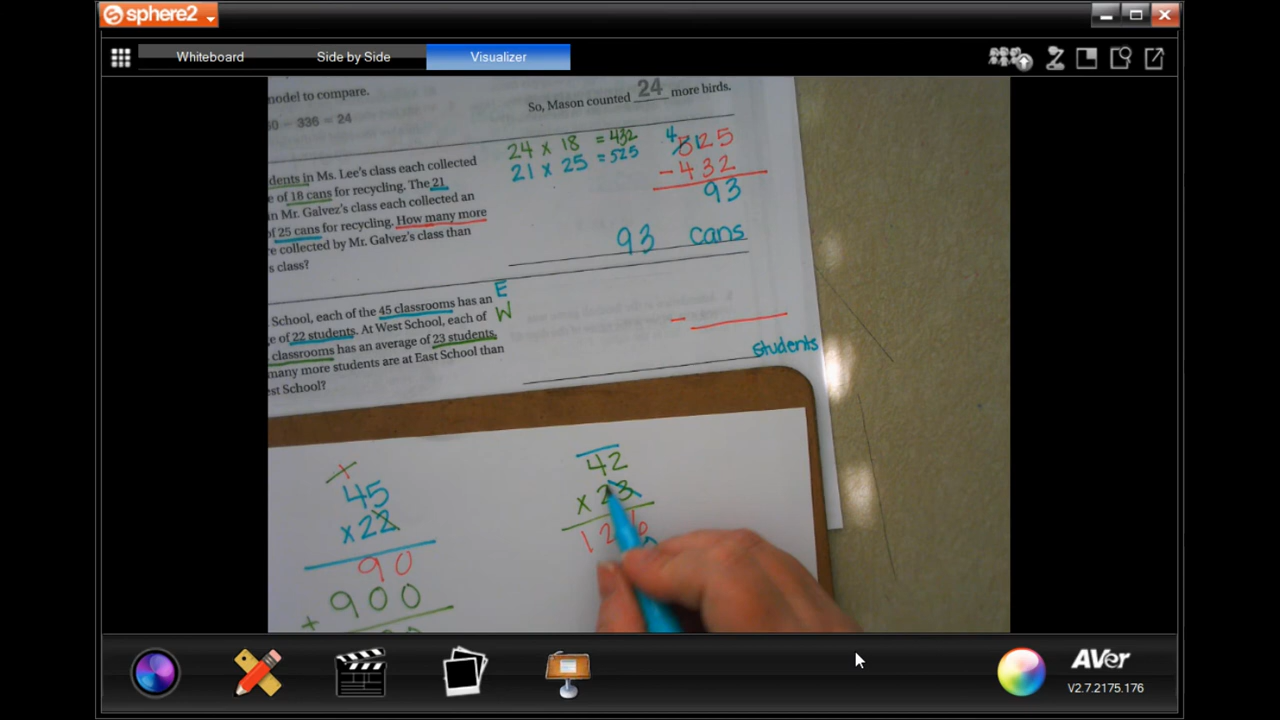 sphere2
Whiteboard Side by Side Visualizer
model to compare.
0 − 336 = 24
So, Mason counted 24 more birds.
dents in Ms. Lee's class each collected
e of 18 cans for recycling. The 21
in Mr. Galvez's class each collected an
of 25 cans for recycling. How many more
re collected by Mr. Galvez's class than
s class?
24 x 18 = 432
21 x 25 = 525
4
525
- 432
93
93 cans
School, each of the 45 classrooms has an
e of 22 students. At West School, each of
classrooms has an average of 23 students.
many more students are at East School than
est School?
E
W
-
students
45
x 22
90
+ 900
42
x 23
12
AVer
V2.7.2175.176